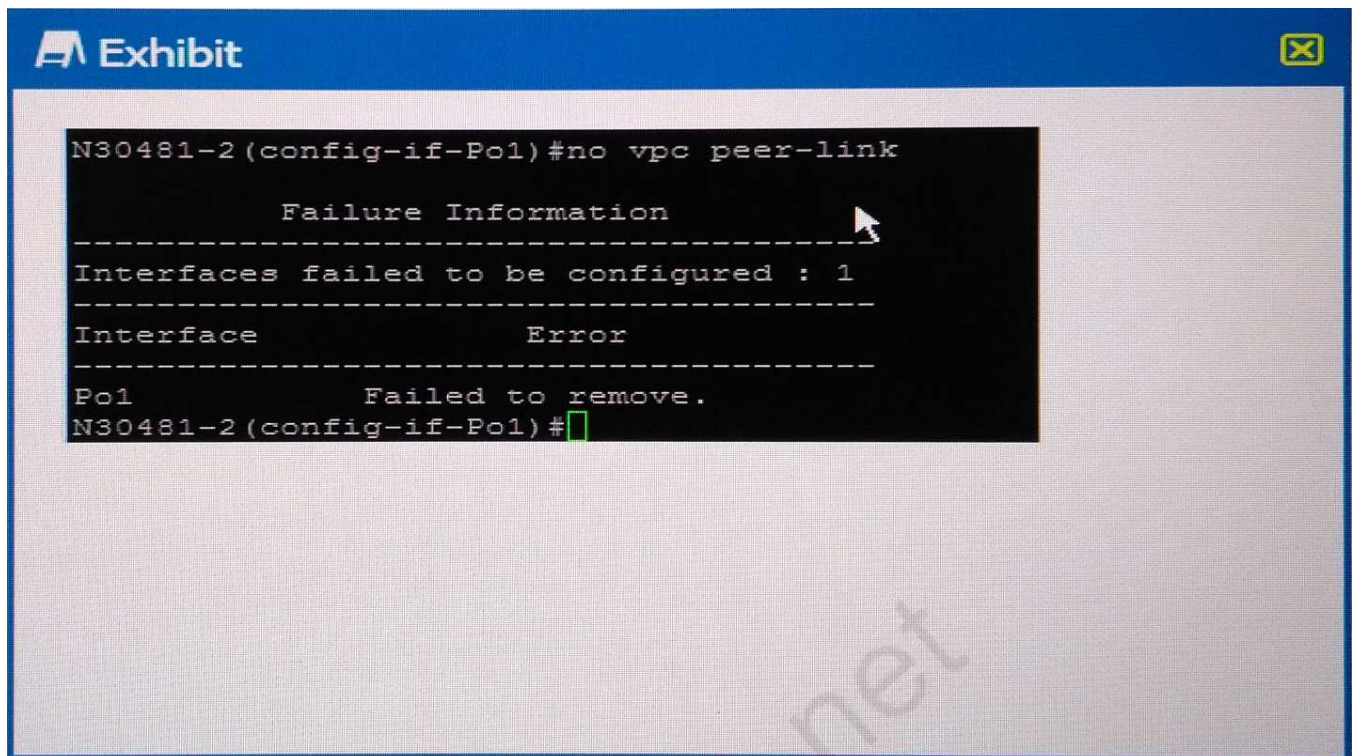 Exhibit
N30481-2(config-if-Po1)#no vpc peer-link
Failure Information
-----------------------------------------
Interfaces failed to be configured : 1
-----------------------------------------
Interface Error
-----------------------------------------
Po1 Failed to remove.
N30481-2(config-if-Po1)#
net